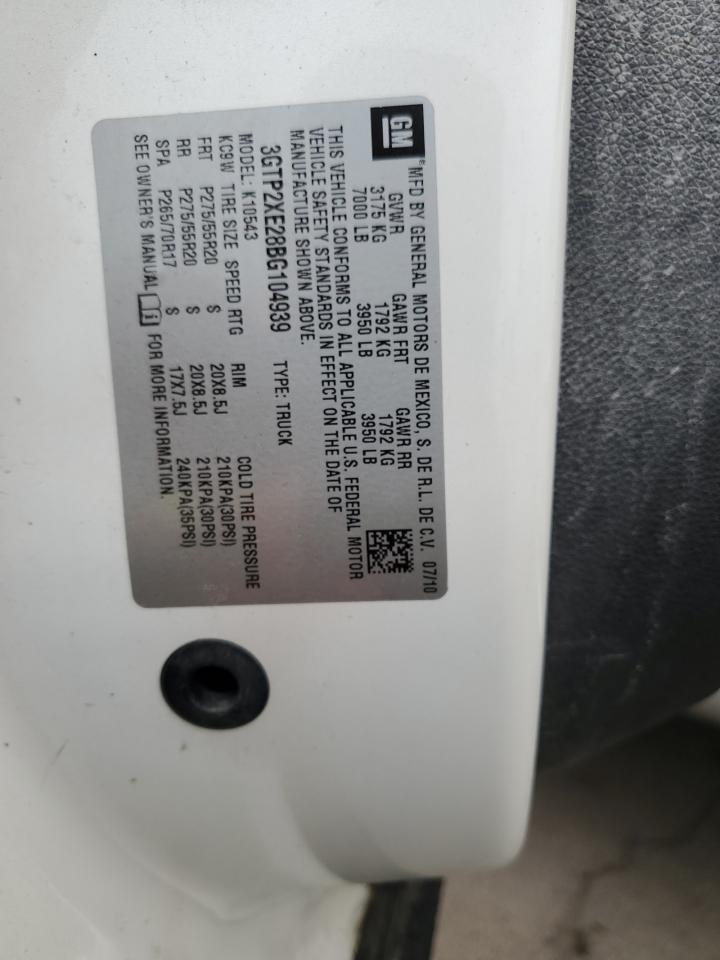 GM ®MFD BY GENERAL MOTORS DE MEXICO, S. DE R.L. DE C.V. 07/10
GVWR GAWR FRT GAWR RR
3175 KG 1792 KG 1792 KG
7000 LB 3950 LB 3950 LB
THIS VEHICLE CONFORMS TO ALL APPLICABLE U.S. FEDERAL MOTOR
VEHICLE SAFETY STANDARDS IN EFFECT ON THE DATE OF
MANUFACTURE SHOWN ABOVE.
3GTP2XE28BG104939 TYPE: TRUCK
MODEL: K10543
KC9W TIRE SIZE SPEED RTG RIM COLD TIRE PRESSURE
FRT P275/55R20 S 20X8.5J 210KPA(30PSI)
RR P275/55R20 S 20X8.5J 210KPA(30PSI)
SPA P265/70R17 S 17X7.5J 240KPA(35PSI)
SEE OWNER'S MANUAL i FOR MORE INFORMATION.